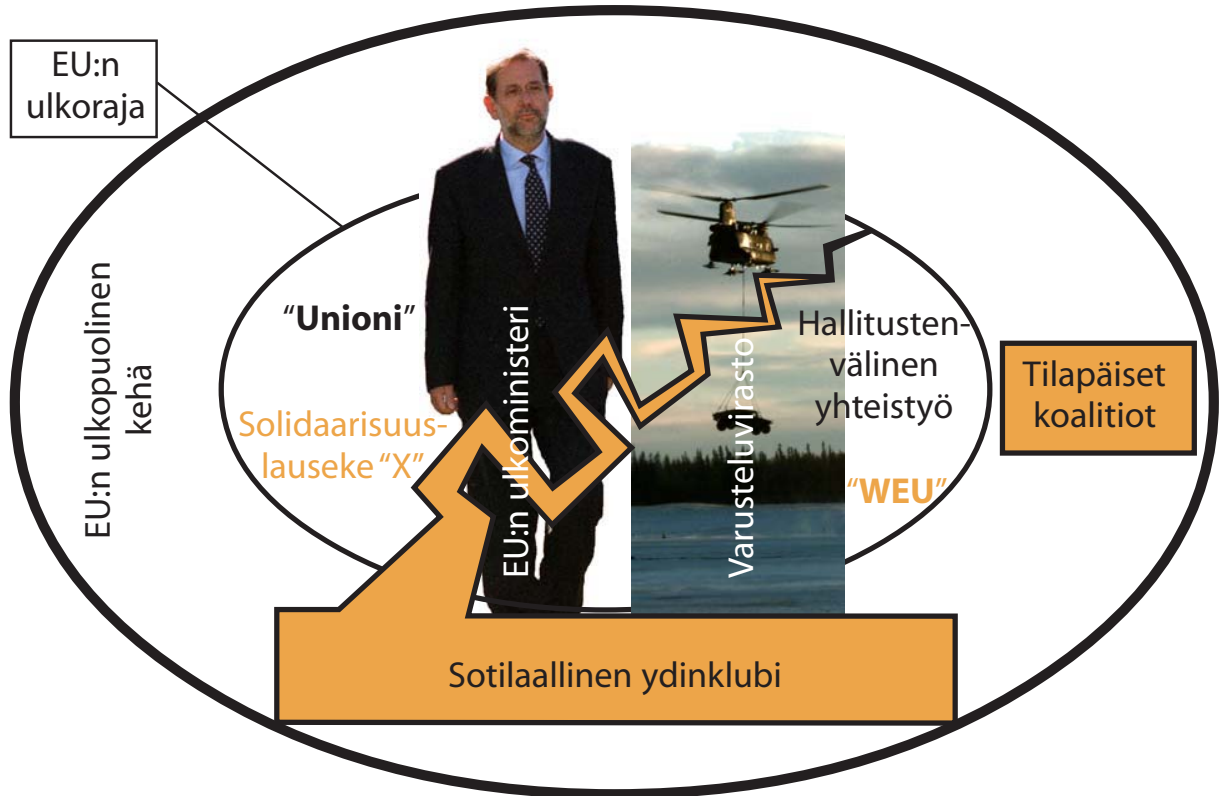 EU:n
ulkoraja
EU:n ulkopuolinen
kehä
“Unioni”
Solidaarisuus-
lauseke “X”
EU:n ulkoministeri
Varusteluvirasto
Hallitusten-
välinen
yhteistyö
“WEU”
Tilapäiset
koalitiot
Sotilaallinen ydinklubi